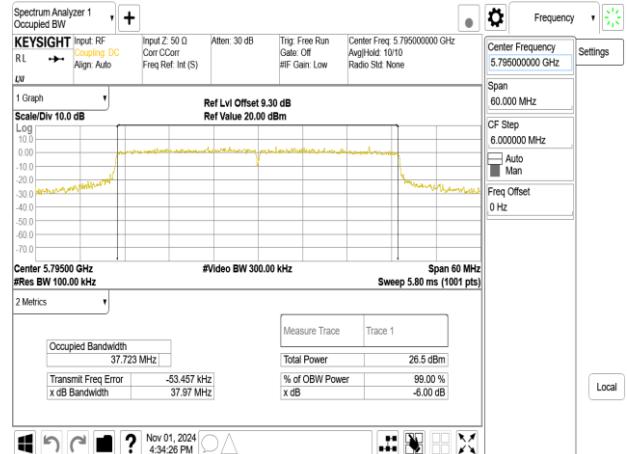 Spectrum Analyzer 1
Occupied BW
Frequency
KEYSIGHT
RL
Input: RF
Coupling: DC
Align: Auto
Input Z: 50 Ω
Corr CCorr
Freq Ref: Int (S)
Atten: 30 dB
Trig: Free Run
Gate: Off
#IF Gain: Low
Center Freq: 5.795000000 GHz
Avg|Hold: 10/10
Radio Std: None
Center Frequency
5.795000000 GHz
Settings
Span
60.000 MHz
CF Step
6.000000 MHz
Auto
Man
Freq Offset
0 Hz
Local
1 Graph
Scale/Div 10.0 dB
Ref Lvl Offset 9.30 dB
Ref Value 20.00 dBm
Log
10.0
0.00
-10.0
-20.0
-30.0
-40.0
-50.0
-60.0
-70.0
Center 5.79500 GHz
#Video BW 300.00 kHz
Span 60 MHz
#Res BW 100.00 kHz
Sweep 5.80 ms (1001 pts)
2 Metrics
Measure Trace
Trace 1
Occupied Bandwidth
37.723 MHz
Total Power
26.5 dBm
Transmit Freq Error
-53.457 kHz
% of OBW Power
99.00 %
x dB Bandwidth
37.97 MHz
x dB
-6.00 dB
?
Nov 01, 2024
4:34:26 PM